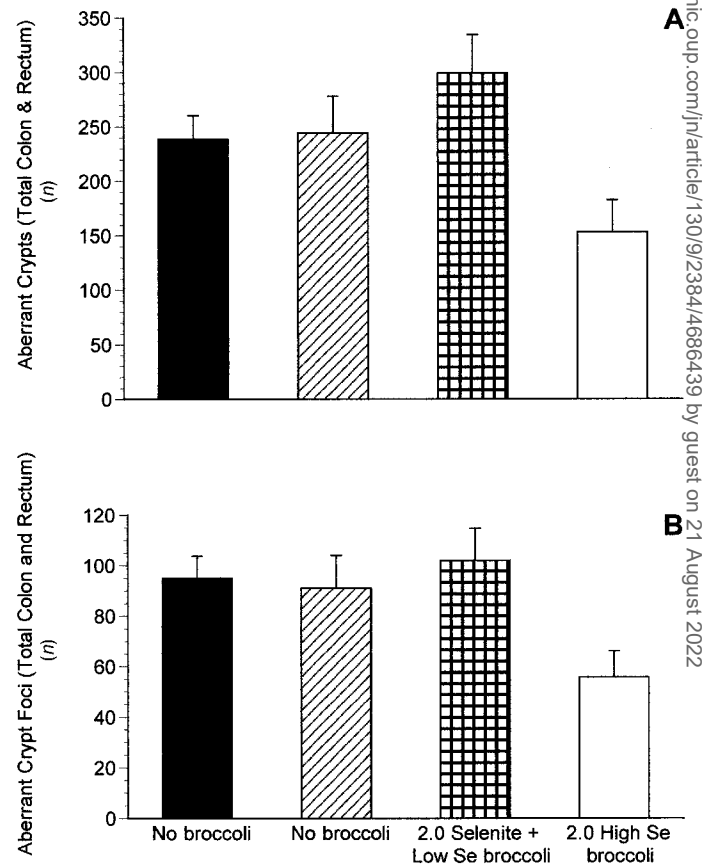 A
350
300
250
200
150
100
50
0
Aberrant Crypts (Total Colon & Rectum)
(n)
B
120
100
80
60
40
20
0
Aberrant Crypt Foci (Total Colon and Rectum)
(n)
No broccoli
No broccoli
2.0 Selenite +
Low Se broccoli
2.0 High Se
broccoli
nic.oup.com/jn/article/130/9/2384/4686439 by guest on 21 August 2022